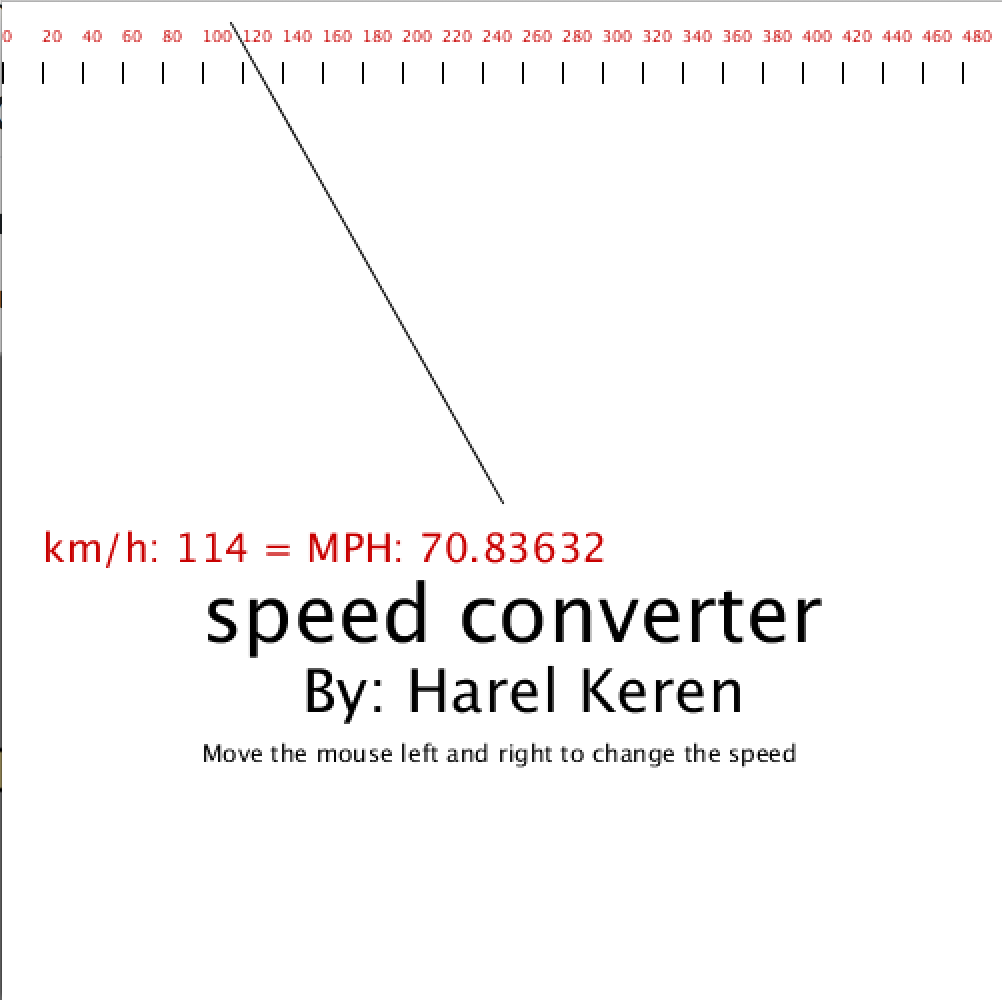 0 20 40 60 80 100 120 140 160 180 200 220 240 260 280 300 320 340 360 380 400 420 440 460 480
km/h: 114 = MPH: 70.83632
speed converter
By: Harel Keren
Move the mouse left and right to change the speed